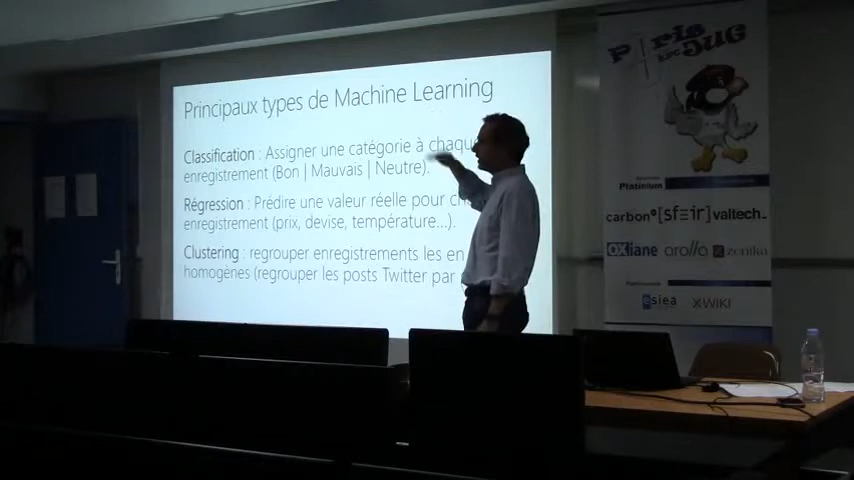 Principaux types de Machine Learning
Classification : Assigner une catégorie à chaque
enregistrement (Bon | Mauvais | Neutre).
Régression : Prédire une valeur réelle pour
enregistrement (prix, devise, température...).
Clustering : regrouper enregistrements les en
homogènes (regrouper les posts Twitter par
Paris
JUG
Platinium
carbon
[sfΞir]
valtech_
oxiane
arolla
zenika
esiea
XWIKI